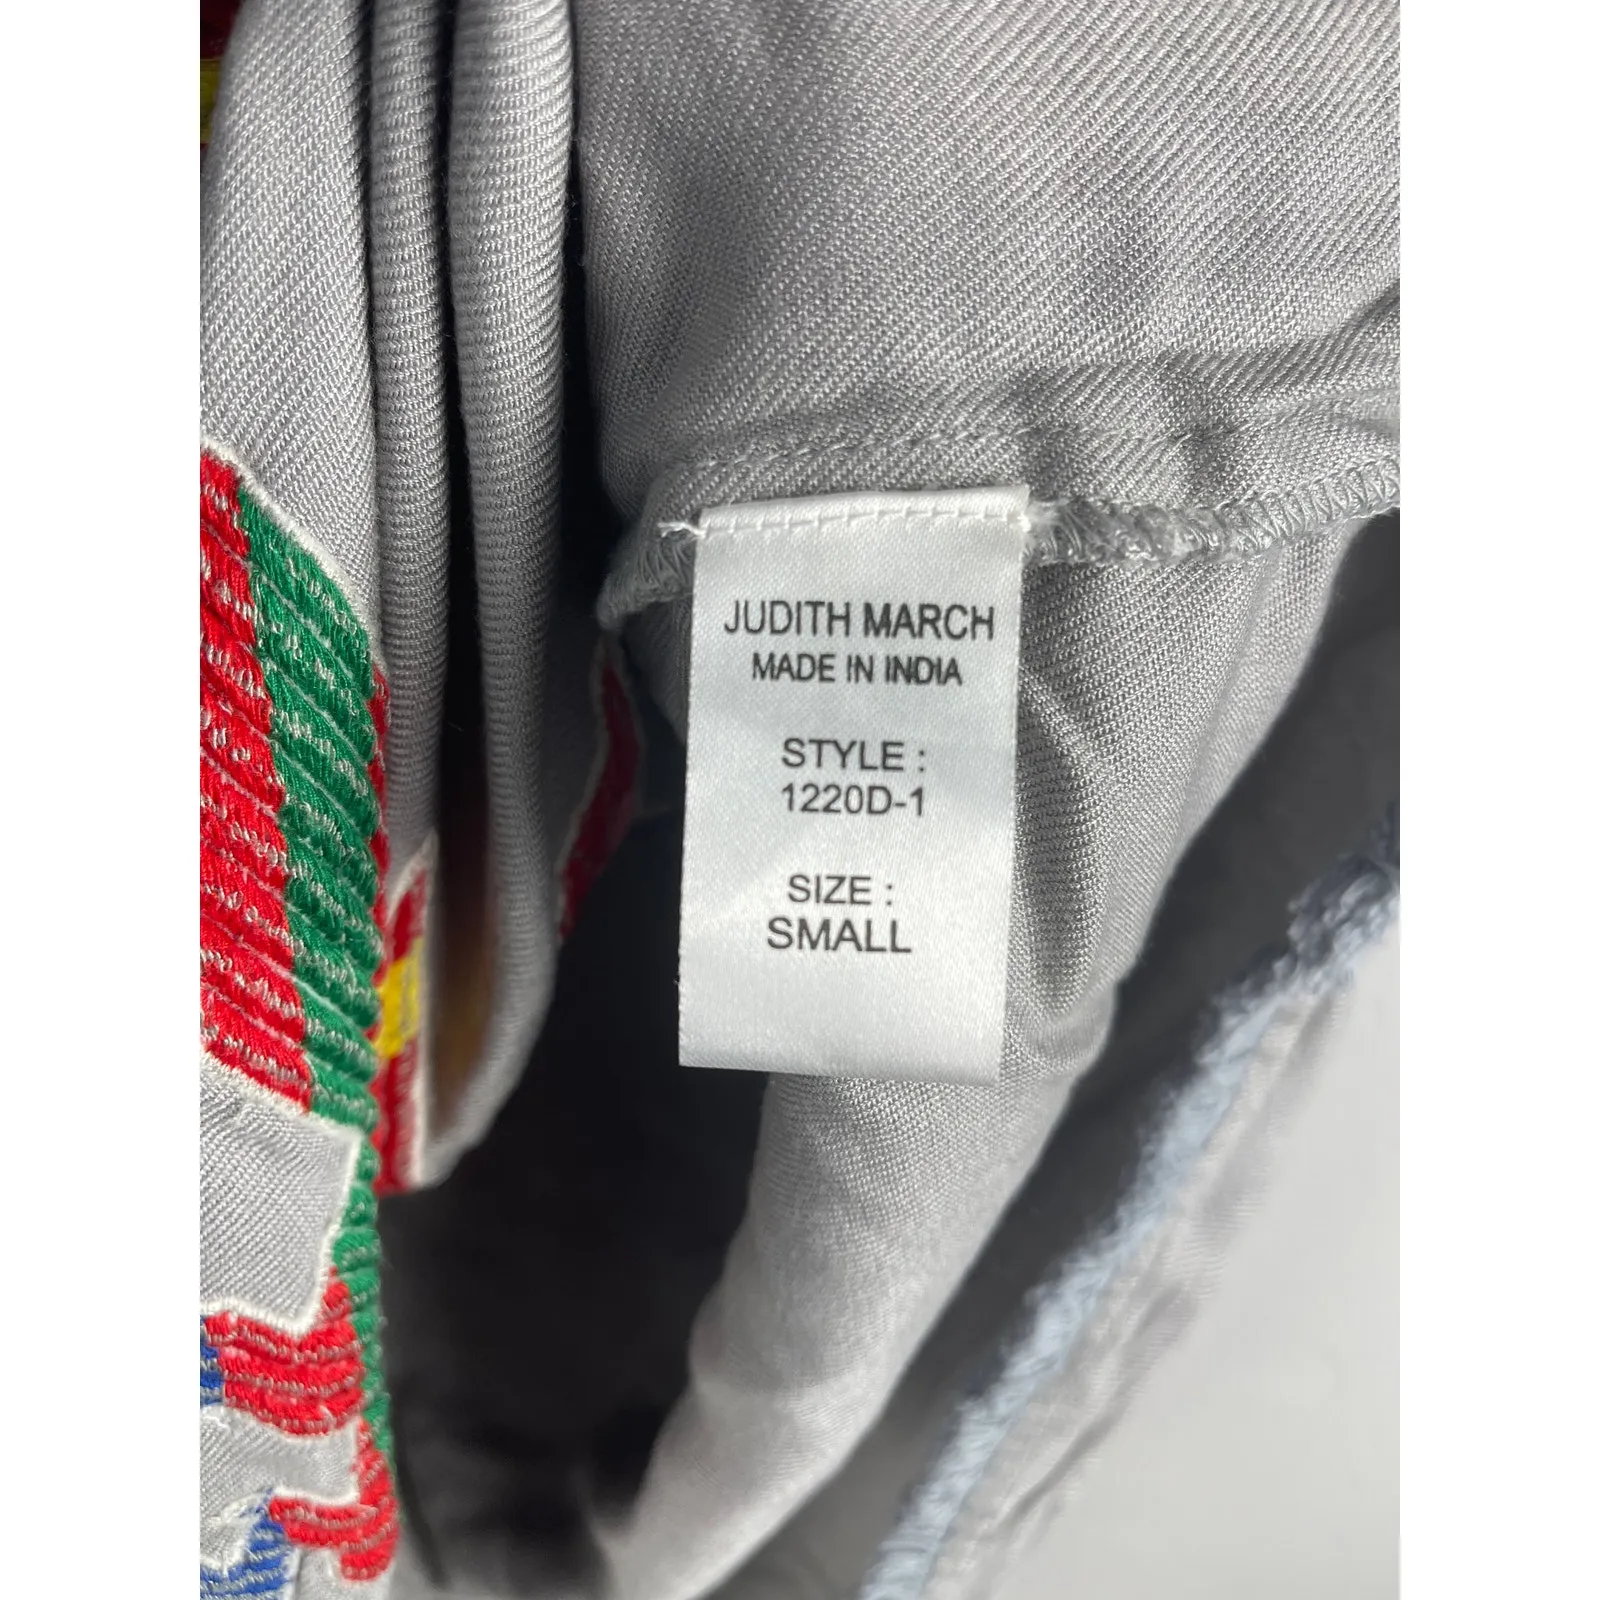 JUDITH MARCH
MADE IN INDIA
STYLE :
1220D-1
SIZE :
SMALL